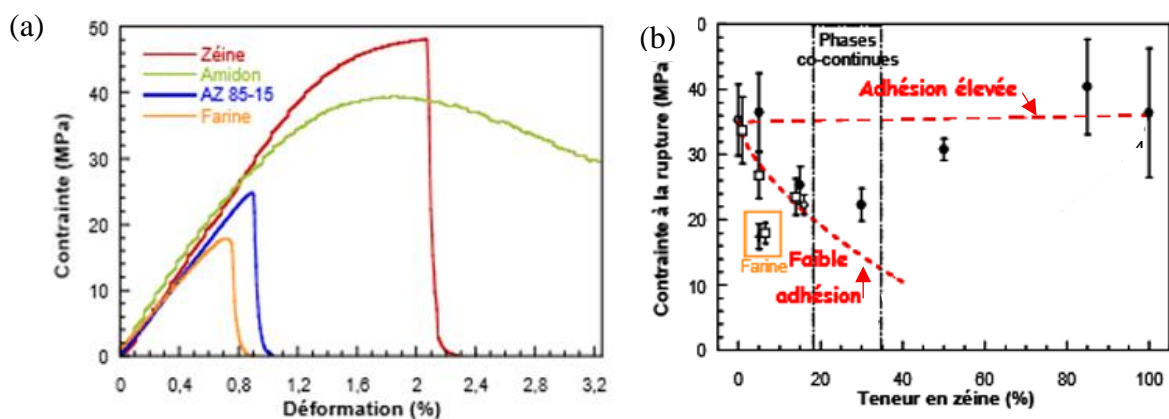 (a)
Contrainte (MPa)
50
40
30
20
10
0
Zéine
Amidon
AZ 85-15
Farine
0
0,4
0,8
1,2
1,6
2
2,4
2,8
3,2
Déformation (%)
(b)
Contrainte à la rupture (MPa)
0
50
40
30
20
10
0
Phases
co-continues
Adhésion élevée
Farine
Faible
adhésion
4
0
20
40
60
80
100
Teneur en zéine (%)